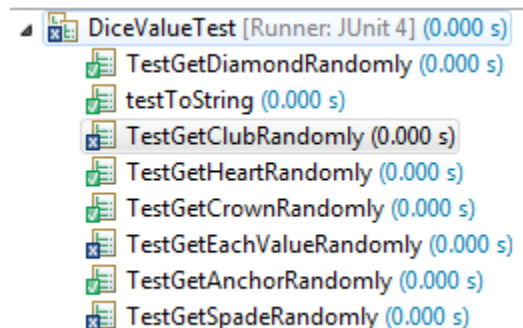 DiceValueTest [Runner: JUnit 4] (0.000 s)
TestGetDiamondRandomly (0.000 s)
testToString (0.000 s)
TestGetClubRandomly (0.000 s)
TestGetHeartRandomly (0.000 s)
TestGetCrownRandomly (0.000 s)
TestGetEachValueRandomly (0.000 s)
TestGetAnchorRandomly (0.000 s)
TestGetSpadeRandomly (0.000 s)